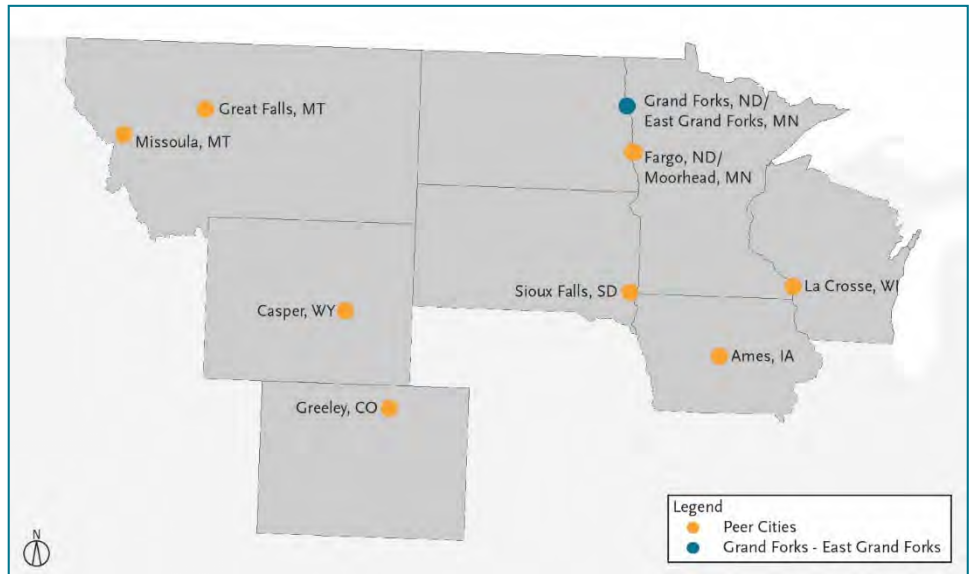 Great Falls, MT
Missoula, MT
Grand Forks, ND/
East Grand Forks, MN
Fargo, ND/
Moorhead, MN
Sioux Falls, SD
La Crosse, WI
Casper, WY
Ames, IA
Greeley, CO
N
Legend
Peer Cities
Grand Forks - East Grand Forks